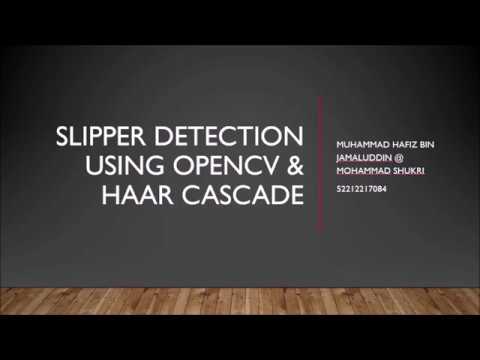 SLIPPER DETECTION
USING OPENCV &
HAAR CASCADE
MUHAMMAD HAFIZ BIN
JAMALUDDIN @
MOHAMMAD SHUKRI
52212217084